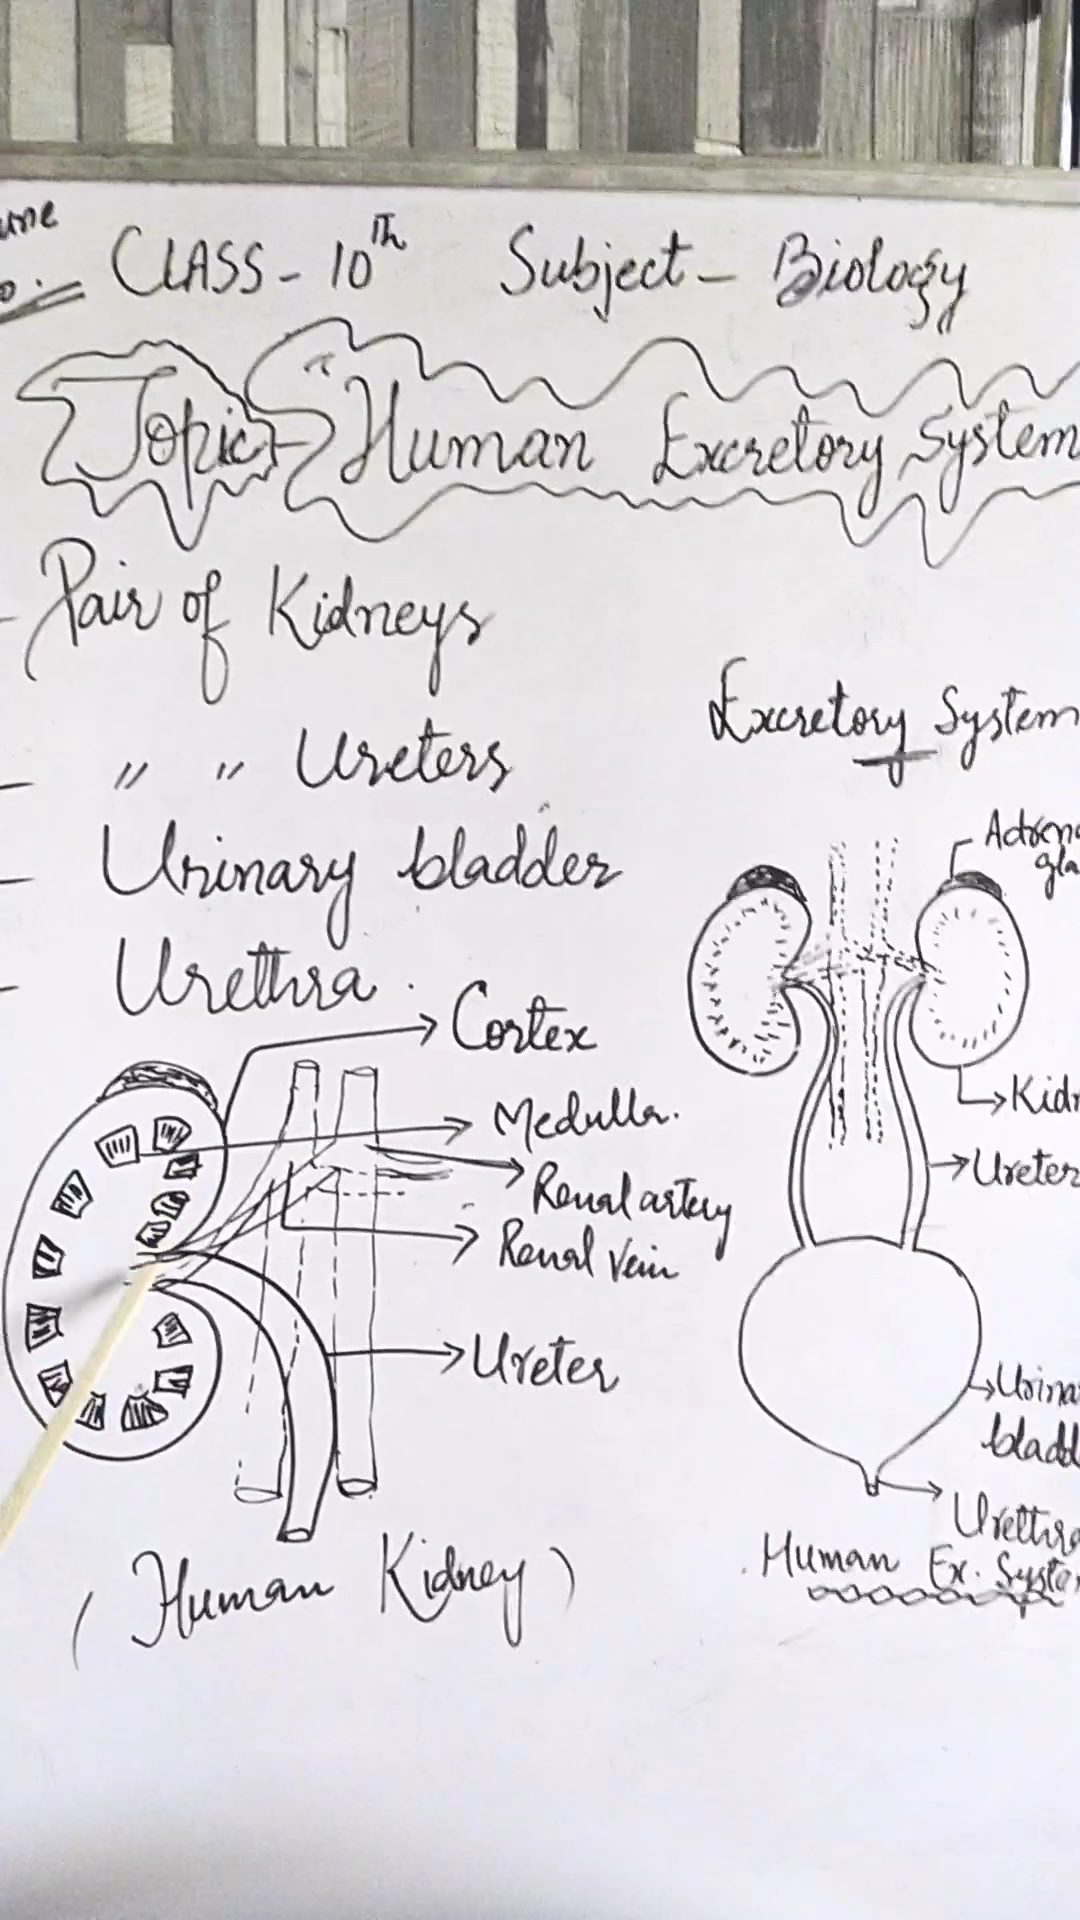 CLASS - 10th Subject - Biology
Topic - "Human Excretory System
- Pair of Kidneys
- " " Ureters
- Urinary bladder
- Urethra.
Cortex
Medulla.
Renal artery
Renal Vein
Ureter
(Human Kidney)
Excretory System
Ureter
Urethra
Human Ex. System